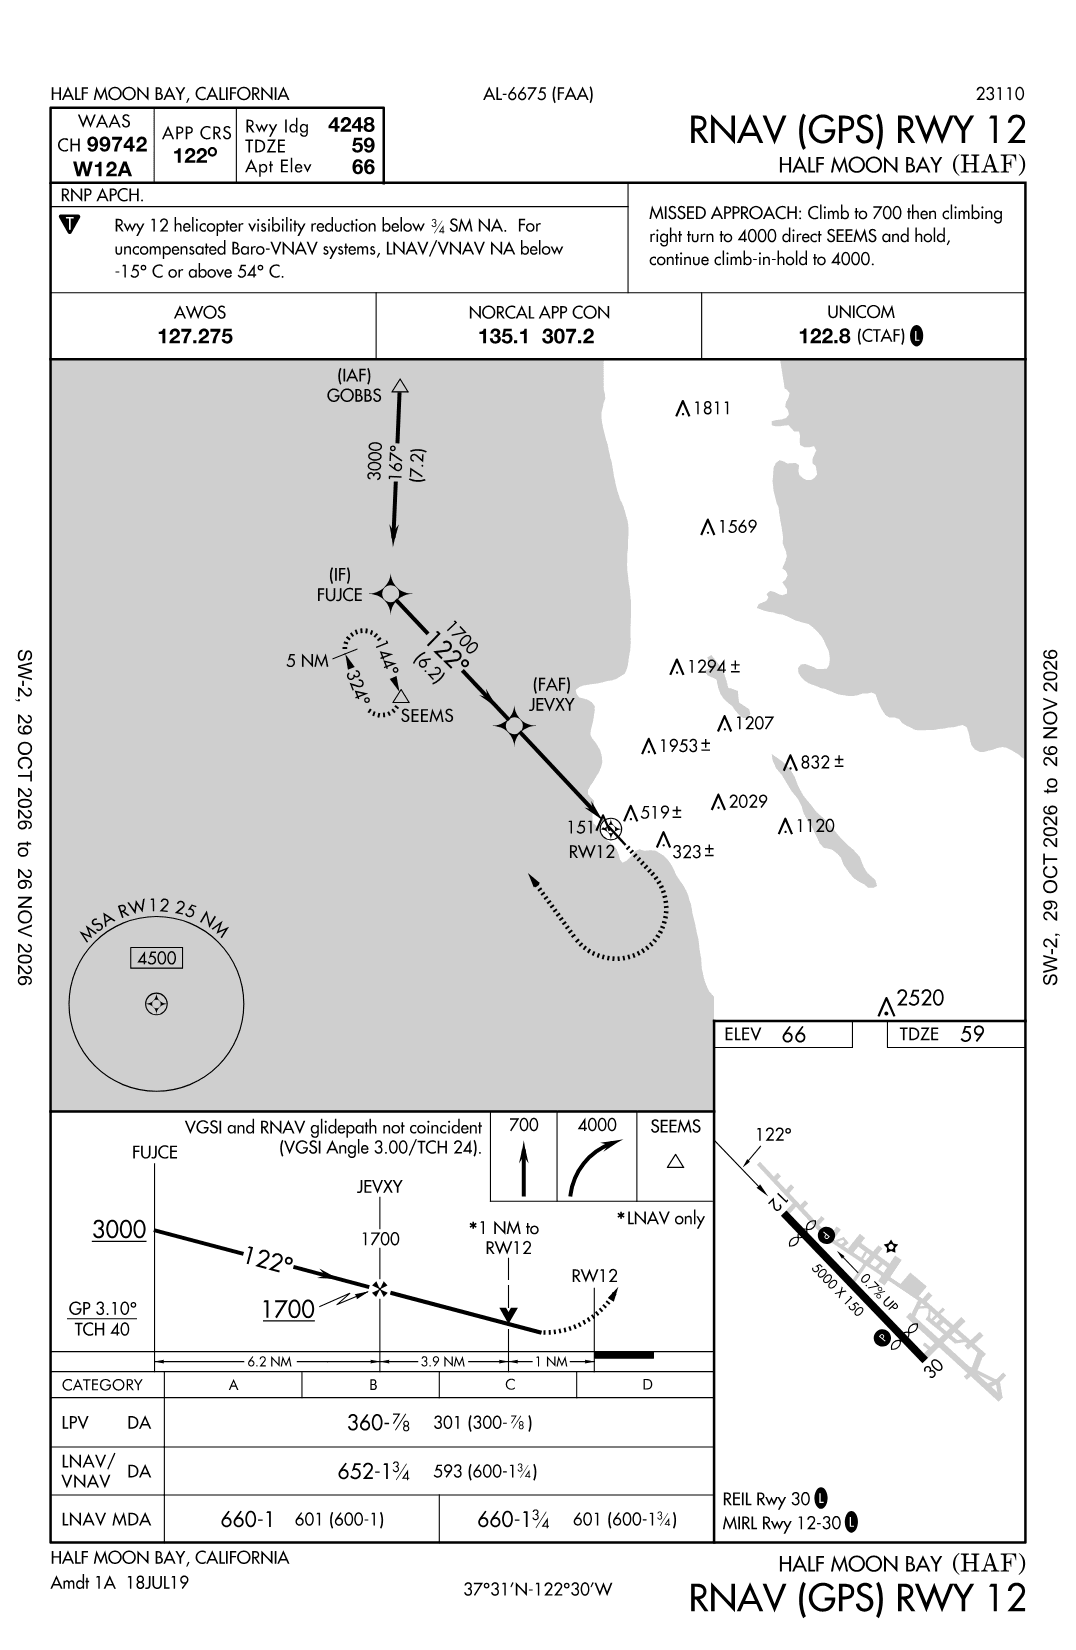 HALF MOON BAY, CALIFORNIA
AL-6675 (FAA)
23110
WAAS
CH 99742
W12A
APP CRS
122°
Rwy ldg 4248
TDZE 59
Apt Elev 66
RNAV (GPS) RWY 12
HALF MOON BAY (HAF)
RNP APCH.
T
Rwy 12 helicopter visibility reduction below ¾ SM NA. For
uncompensated Baro-VNAV systems, LNAV/VNAV NA below
-15° C or above 54° C.
MISSED APPROACH: Climb to 700 then climbing
right turn to 4000 direct SEEMS and hold,
continue climb-in-hold to 4000.
AWOS
127.275
NORCAL APP CON
135.1 307.2
UNICOM
122.8 (CTAF) L
(IAF)
GOBBS
3000
167°
(7.2)
1811
1569
(IF)
FUJCE
1700
122°
(6.2)
5 NM
144°
324°
SEEMS
(FAF)
JEVXY
1294 ±
1207
1953 ±
832 ±
2029
519 ±
1120
151
323 ±
RW12
MSA RW12 25 NM
4500
2520
SW-2, 29 OCT 2026 to 26 NOV 2026
SW-2, 29 OCT 2026 to 26 NOV 2026
ELEV 66
TDZE 59
122°
12
P
0.7% UP
5000 X 150
P
30
REIL Rwy 30 L
MIRL Rwy 12-30 L
VGSI and RNAV glidepath not coincident
(VGSI Angle 3.00/TCH 24).
700
4000
SEEMS
FUJCE
JEVXY
3000
122°
1700
1700
*1 NM to
RW12
*LNAV only
RW12
GP 3.10°
TCH 40
6.2 NM
3.9 NM
1 NM
CATEGORY A B C D
LPV DA 360-⅞ 301 (300-⅞)
LNAV/
VNAV DA 652-1¾ 593 (600-1¾)
LNAV MDA 660-1 601 (600-1) 660-1¾ 601 (600-1¾)
HALF MOON BAY, CALIFORNIA
Amdt 1A 18JUL19
37°31'N-122°30'W
HALF MOON BAY (HAF)
RNAV (GPS) RWY 12